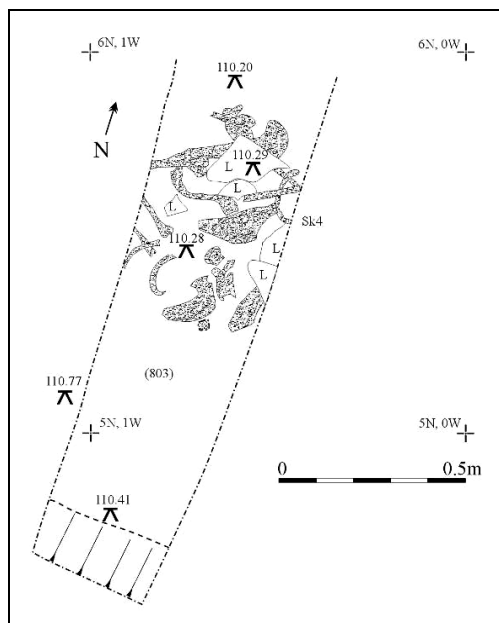 6N, 1W
6N, 0W
110.20
N
110.29
L
L
L
Sk4
110.28
L
L
(803)
110.77
5N, 1W
5N, 0W
0
0.5m
110.41